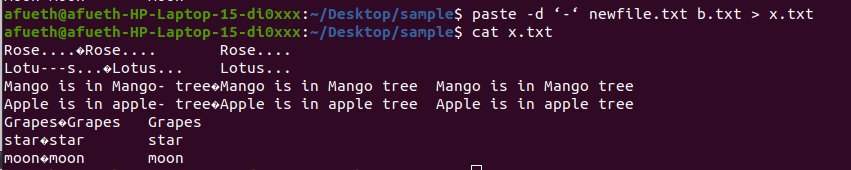 afueth@afueth-HP-Laptop-15-di0xxx:~/Desktop/sample$ paste -d ‘-‘ newfile.txt b.txt > x.txt
afueth@afueth-HP-Laptop-15-di0xxx:~/Desktop/sample$ cat x.txt
Rose....�Rose....       Rose....
Lotu---s...�Lotus...    Lotus...
Mango is in Mango- tree�Mango is in Mango tree  Mango is in Mango tree
Apple is in apple- tree�Apple is in apple tree  Apple is in apple tree
Grapes�Grapes   Grapes
star�star       star
moon�moon       moon